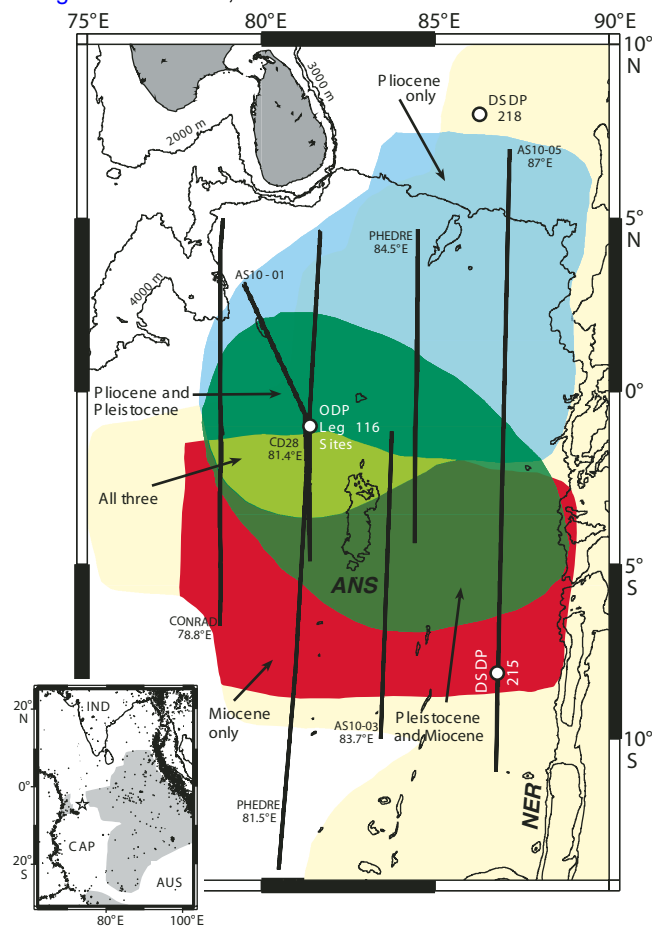 75°E 80°E 85°E 90°E
10°
N
3000 m
Pliocene
only
DSDP
218
2000 m
AS10-05
87°E
5°
N
PHEDRE
84.5°E
AS10 - 01
4000 m
0°
Pliocene and
Pleistocene
ODP
Leg 116
Sites
CD28
81.4°E
All three
5°
S
ANS
CONRAD
78.8°E
DSDP
215
Miocene
only
Pleistocene
and Miocene
AS10-03
83.7°E
10°
S
PHEDRE
81.5°E
NER
20°
N
IND
0°
CAP
20°
S
AUS
80°E 100°E